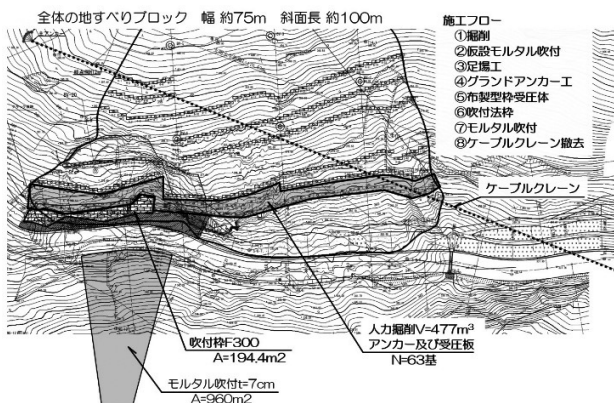 全体の地すべりブロック 幅 約75m 斜面長 約100m
施工フロー
①掘削
②仮設モルタル吹付
③足場工
④グランドアンカー工
⑤布製型枠受圧体
⑥吹付法枠
⑦モルタル吹付
⑧ケーブルクレーン撤去
ケーブルクレーン
人力掘削V=477m³
アンカー及び受圧板
N=63基
吹付枠F300
A=194.4m2
モルタル吹付t=7cm
A=960m2